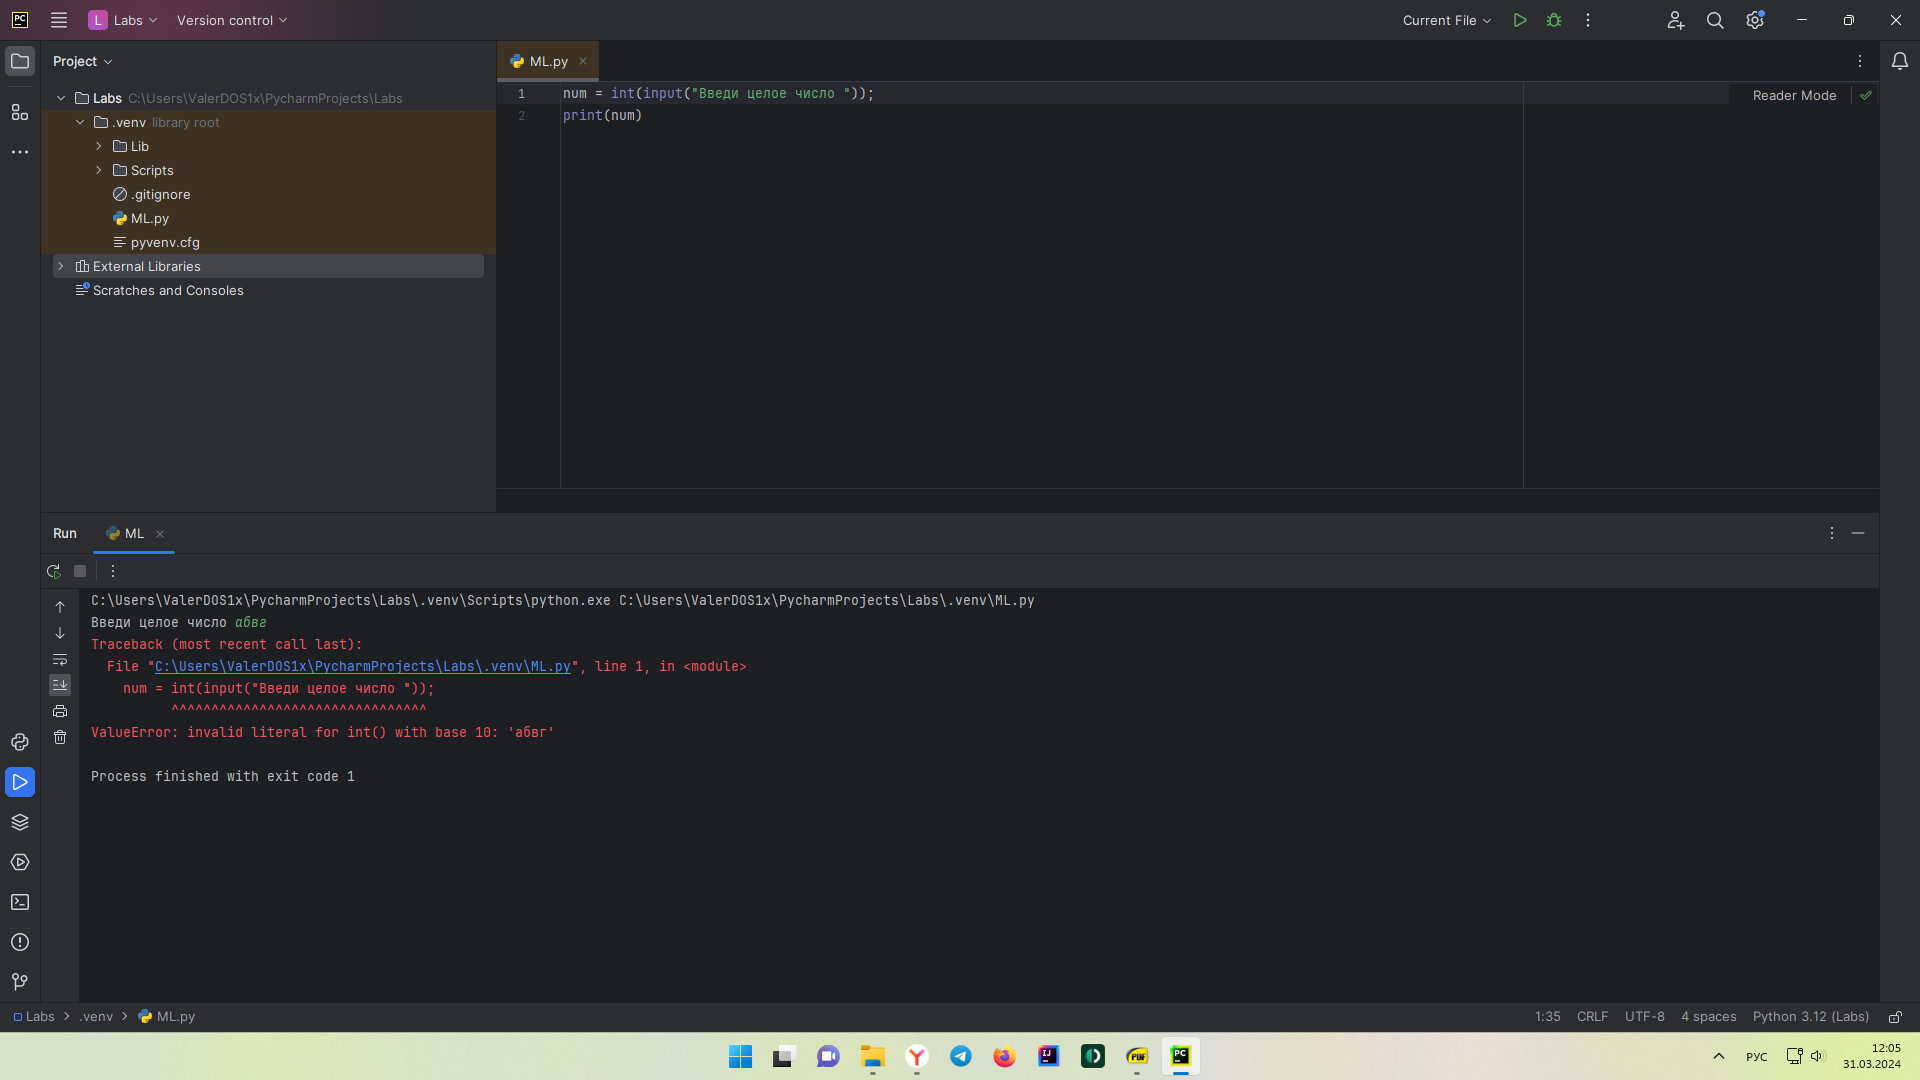 PC
L Labs Version control Current File
Project
ML.py
Labs C:\Users\ValerDOS1x\PycharmProjects\Labs
.venv library root
Lib
Scripts
.gitignore
ML.py
pyvenv.cfg
External Libraries
Scratches and Consoles
1 num = int(input("Введи целое число "));
2 print(num)
Reader Mode
Run ML
C:\Users\ValerDOS1x\PycharmProjects\Labs\.venv\Scripts\python.exe C:\Users\ValerDOS1x\PycharmProjects\Labs\.venv\ML.py
Введи целое число абвг
Traceback (most recent call last):
File "C:\Users\ValerDOS1x\PycharmProjects\Labs\.venv\ML.py", line 1, in <module>
num = int(input("Введи целое число "));
^^^^^^^^^^^^^^^^^^^^^^^^^^^^^^^^
ValueError: invalid literal for int() with base 10: 'абвг'
Process finished with exit code 1
Labs .venv ML.py
1:35 CRLF UTF-8 4 spaces Python 3.12 (Labs)
Y IJ PDF PC
РУС
12:05
31.03.2024